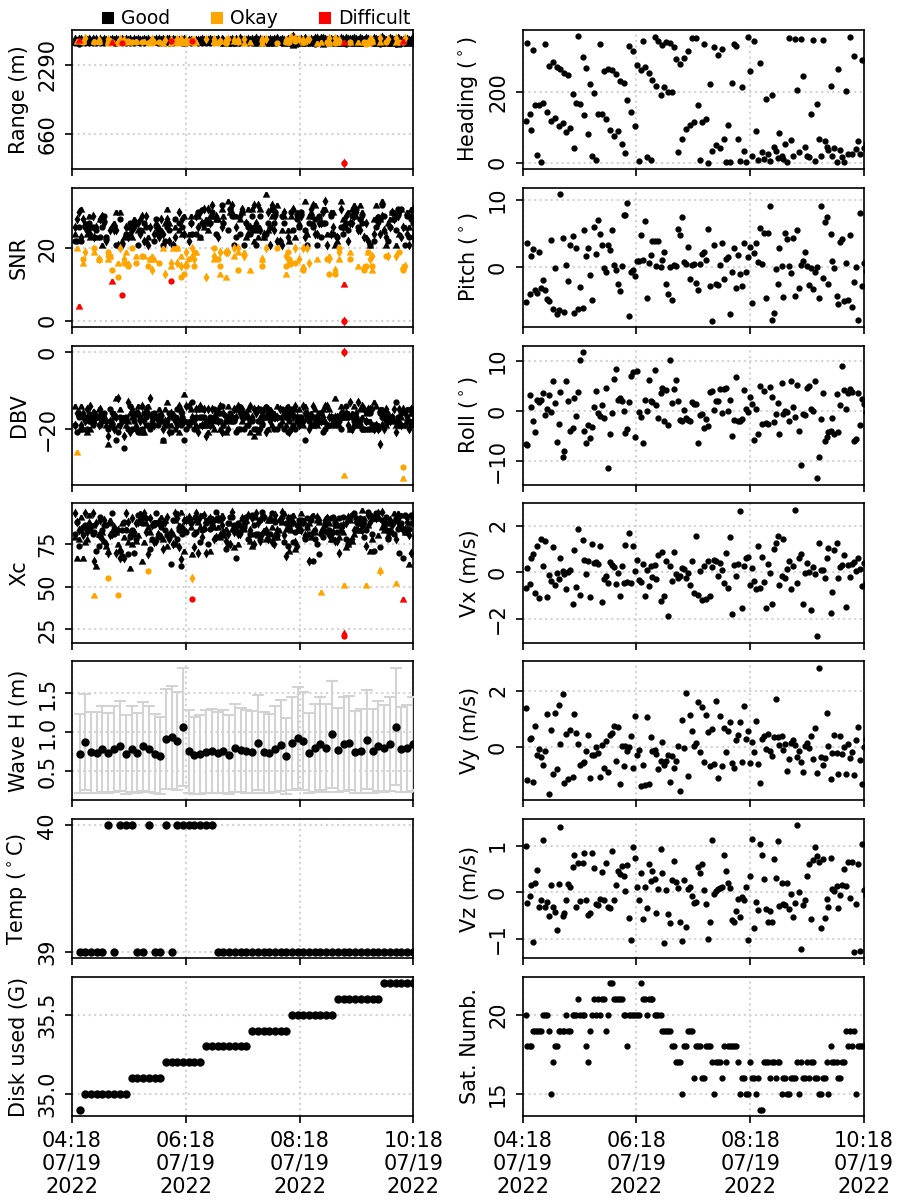 Good Okay Difficult
Range (m)
2290
660
Heading (°)
200
0
SNR
20
0
Pitch (°)
10
0
DBV
0
−20
Roll (°)
10
0
−10
Xc
75
50
25
Vx (m/s)
2
0
−2
Wave H (m)
1.5
1.0
0.5
Vy (m/s)
2
0
Temp (°C)
40
39
Vz (m/s)
1
0
−1
Disk used (G)
35.5
35.0
Sat. Numb.
20
15
04:18 06:18 08:18 10:18
07/19 07/19 07/19 07/19
2022 2022 2022 2022
04:18 06:18 08:18 10:18
07/19 07/19 07/19 07/19
2022 2022 2022 2022